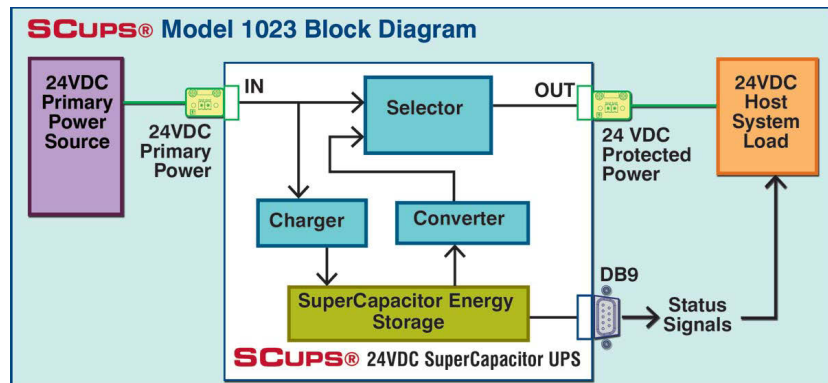 SCUPS® Model 1023 Block Diagram
24VDC
Primary
Power
Source
24VDC
Primary
Power
IN
Selector
OUT
24 VDC
Protected
Power
24VDC
Host
System
Load
Charger
Converter
SuperCapacitor Energy
Storage
DB9
Status
Signals
SCUPS® 24VDC SuperCapacitor UPS